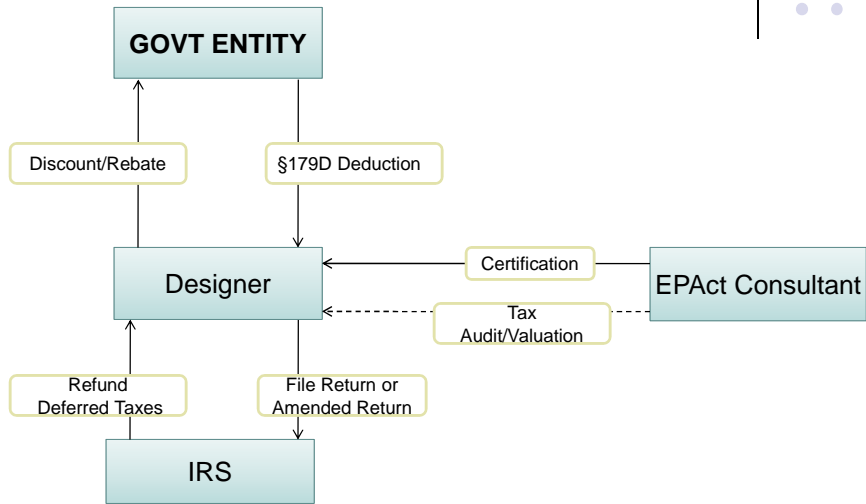 GOVT ENTITY
Discount/Rebate
§179D Deduction
Designer
Certification
EPAct Consultant
Tax
Audit/Valuation
Refund
Deferred Taxes
File Return or
Amended Return
IRS